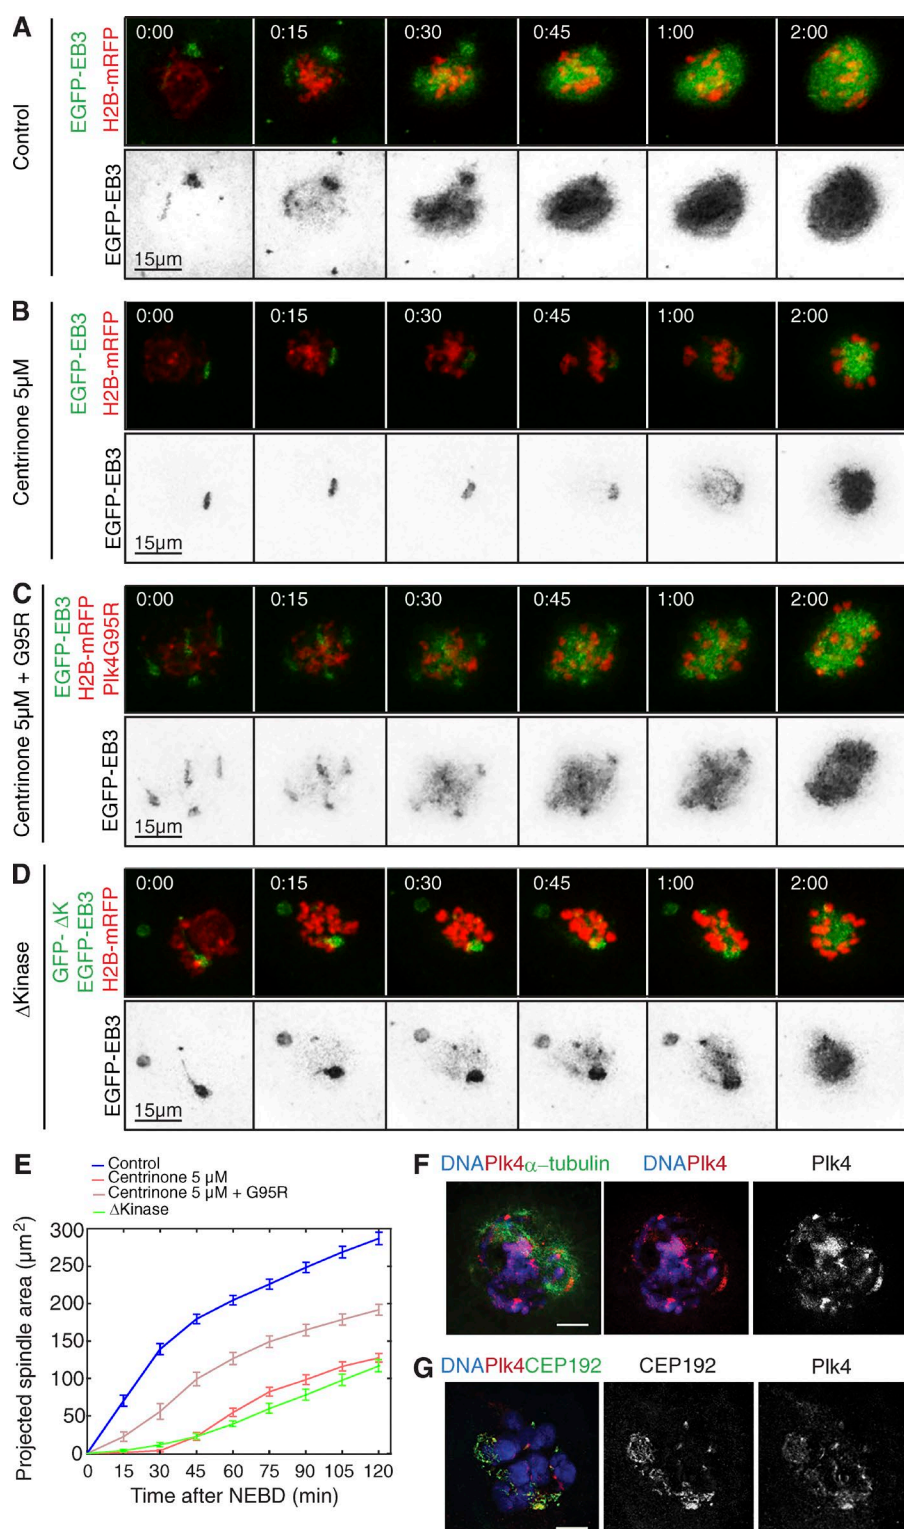 A
Control
EGFP-EB3
H2B-mRFP
0:00
0:15
0:30
0:45
1:00
2:00
EGFP-EB3
15μm
B
Centrinone 5μM
EGFP-EB3
H2B-mRFP
0:00
0:15
0:30
0:45
1:00
2:00
EGFP-EB3
15μm
C
Centrinone 5μM + G95R
EGFP-EB3
H2B-mRFP
Plk4G95R
0:00
0:15
0:30
0:45
1:00
2:00
EGFP-EB3
15μm
D
ΔKinase
GFP- ΔK
EGFP-EB3
H2B-mRFP
0:00
0:15
0:30
0:45
1:00
2:00
EGFP-EB3
15μm
E
Control
Centrinone 5 μM
Centrinone 5 μM + G95R
ΔKinase
Projected spindle area (μm²)
300
250
200
150
100
50
0
0 15 30 45 60 75 90 105 120
Time after NEBD (min)
F
DNAPlk4α–tubulin
DNAPlk4
Plk4
G
DNAPlk4CEP192
CEP192
Plk4